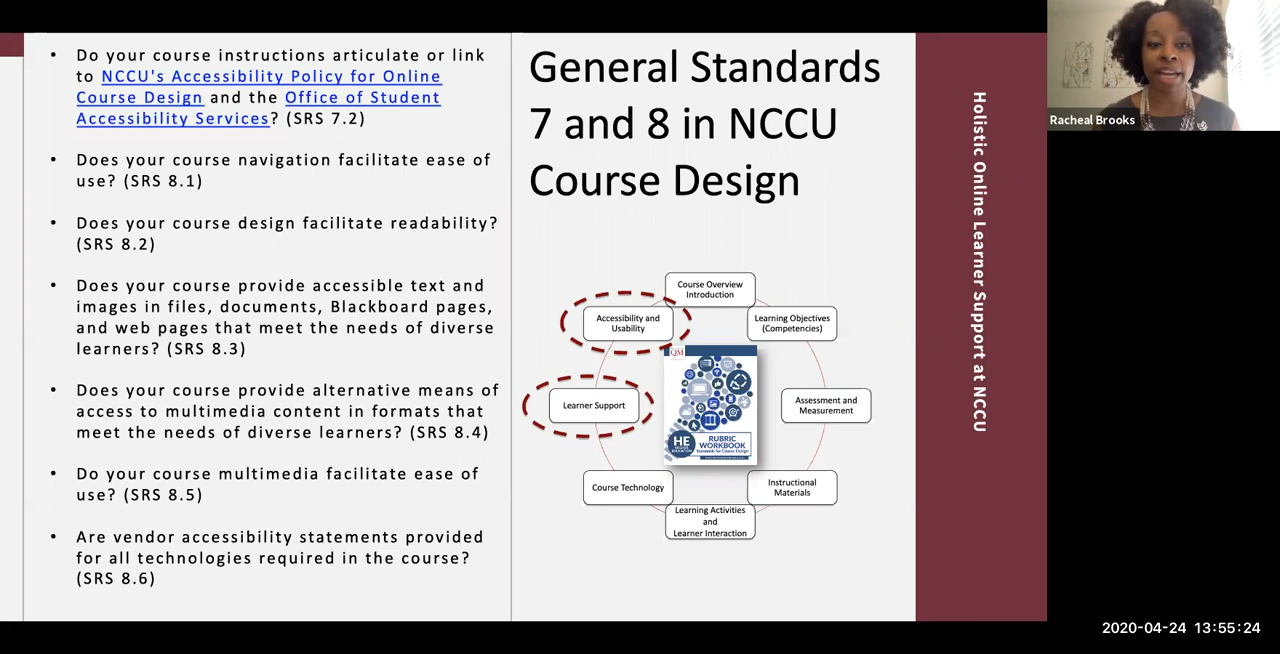 • Do your course instructions articulate or link
to NCCU's Accessibility Policy for Online
Course Design and the Office of Student
Accessibility Services? (SRS 7.2)
• Does your course navigation facilitate ease of
use? (SRS 8.1)
• Does your course design facilitate readability?
(SRS 8.2)
• Does your course provide accessible text and
images in files, documents, Blackboard pages,
and web pages that meet the needs of diverse
learners? (SRS 8.3)
• Does your course provide alternative means of
access to multimedia content in formats that
meet the needs of diverse learners? (SRS 8.4)
• Do your course multimedia facilitate ease of
use? (SRS 8.5)
• Are vendor accessibility statements provided
for all technologies required in the course?
(SRS 8.6)
General Standards
7 and 8 in NCCU
Course Design
Course Overview
Introduction
Learning Objectives
(Competencies)
Assessment and
Measurement
Instructional
Materials
Learning Activities
and
Learner Interaction
Course Technology
Learner Support
Accessibility and
Usability
QM
HE
RUBRIC
WORKBOOK
Standards for Course Design
Holistic Online Learner Support at NCCU
Racheal Brooks
2020-04-24 13:55:24